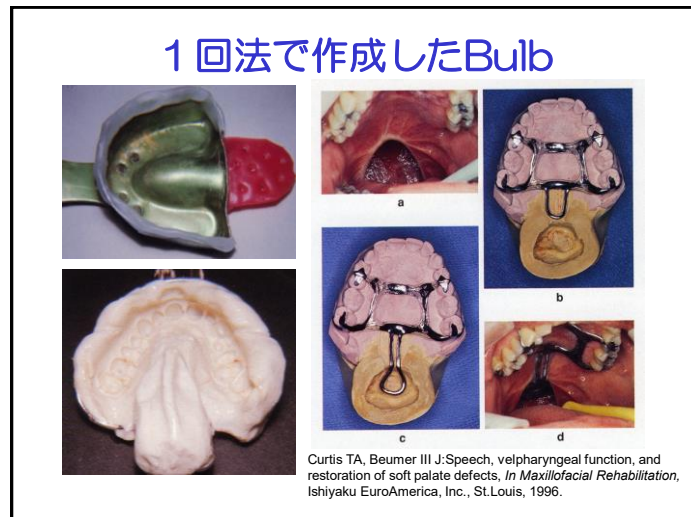 1回法で作成したBulb
a
b
c
d
Curtis TA, Beumer III J:Speech, velpharyngeal function, and
restoration of soft palate defects, In Maxillofacial Rehabilitation,
Ishiyaku EuroAmerica, Inc., St.Louis, 1996.